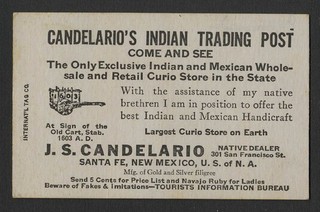 CANDELARIO'S INDIAN TRADING POST
COME AND SEE
The Only Exclusive Indian and Mexican Whole-
sale and Retail Curio Store in the State
With the assistance of my native
brethren I am in position to offer the
best Indian and Mexican Handicraft
1603
At Sign of the
Old Cart, Stab.
1603 A.D.
Largest Curio Store on Earth
J. S. CANDELARIO
NATIVE DEALER
301 San Francisco St.
SANTA FE, NEW MEXICO, U. S. of N. A.
Mfg. of Gold and Silver filigree
Send 5 Cents for Price List and Navajo Ruby for Ladies
Beware of Fakes & Imitations—TOURISTS INFORMATION BUREAU
INTERNAT'L TAG CO.